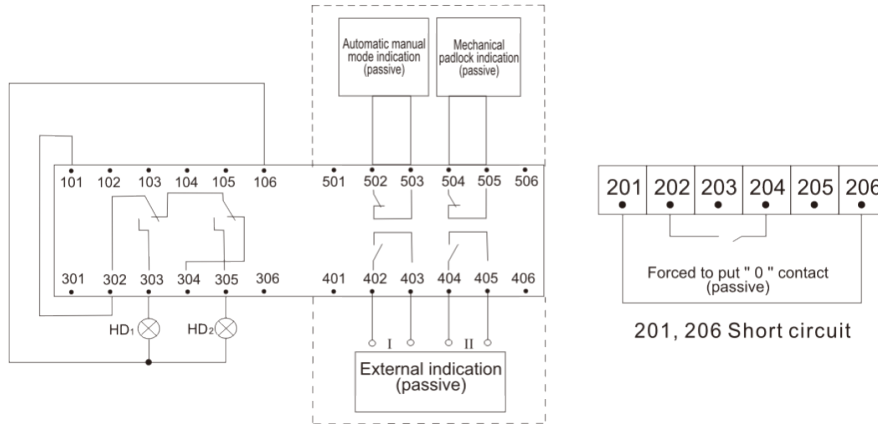 Automatic manual
mode indication
(passive)
Mechanical
padlock indication
(passive)
101 102 103 104 105 106 501 502 503 504 505 506
301 302 303 304 305 306 401 402 403 404 405 406
HD1 HD2
I II
External indication
(passive)
201 202 203 204 205 206
Forced to put " 0 " contact
(passive)
201, 206 Short circuit